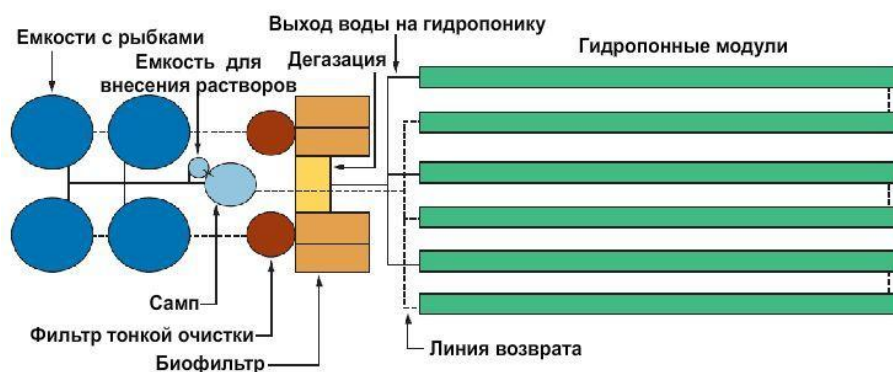 Выход воды на гидропонику
Емкости с рыбками
Гидропонные модули
Емкость для
внесения растворов
Дегазация
Самп
Фильтр тонкой очистки
Биофильтр
Линия возврата